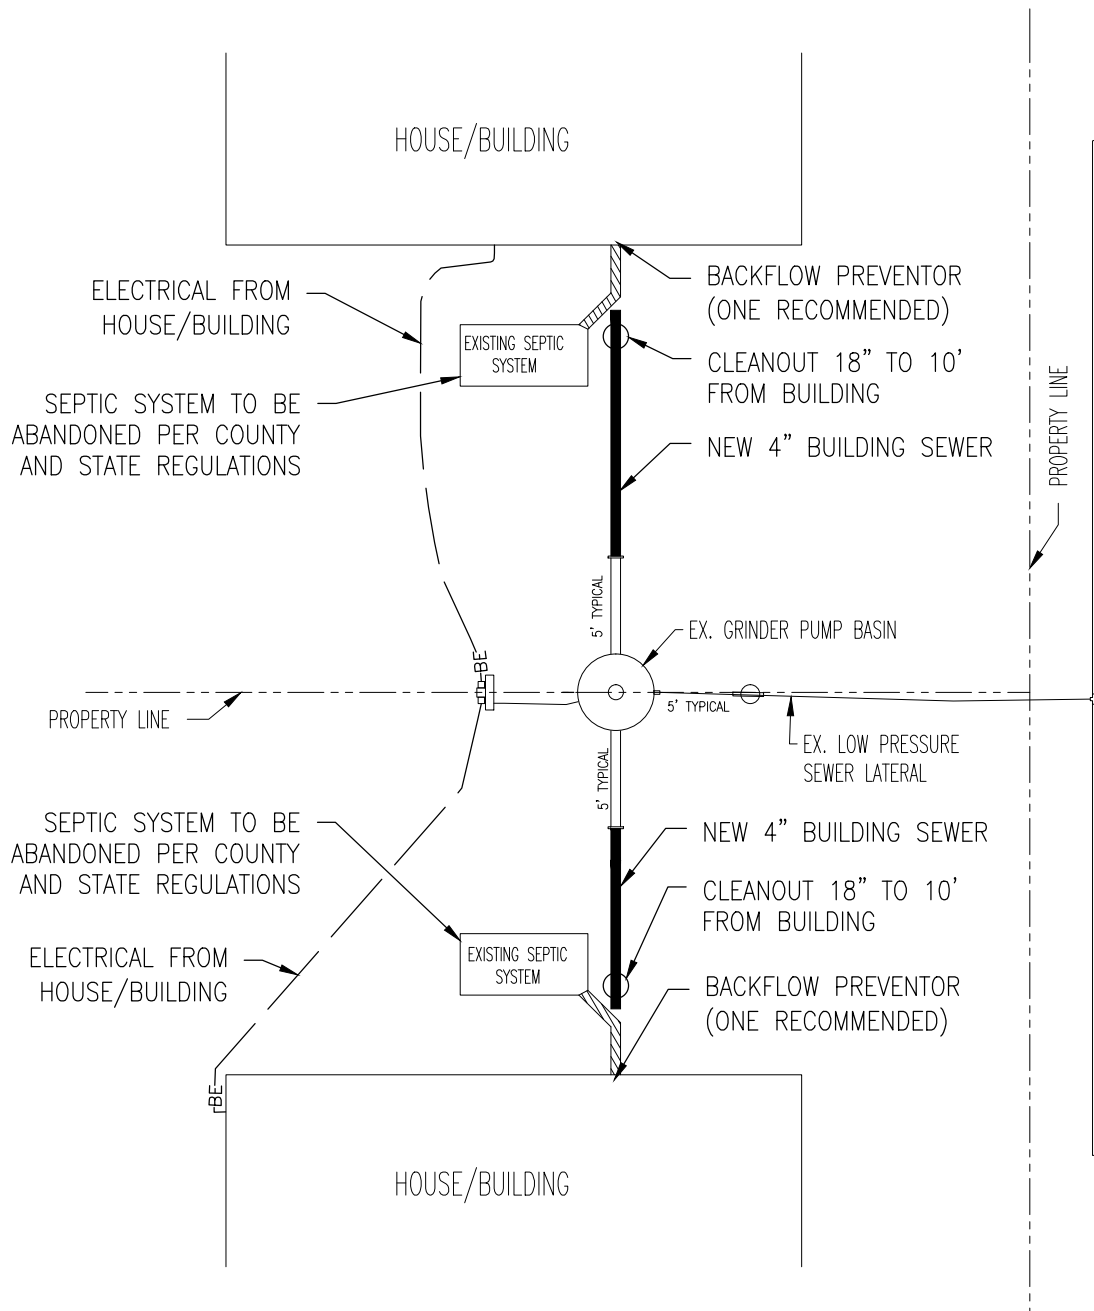 HOUSE/BUILDING
ELECTRICAL FROM
HOUSE/BUILDING
BACKFLOW PREVENTOR
(ONE RECOMMENDED)
EXISTING SEPTIC
SYSTEM
CLEANOUT 18" TO 10'
FROM BUILDING
SEPTIC SYSTEM TO BE
ABANDONED PER COUNTY
AND STATE REGULATIONS
NEW 4" BUILDING SEWER
PROPERTY LINE
5' TYPICAL
EX. GRINDER PUMP BASIN
BE
PROPERTY LINE
5' TYPICAL
EX. LOW PRESSURE
SEWER LATERAL
5' TYPICAL
SEPTIC SYSTEM TO BE
ABANDONED PER COUNTY
AND STATE REGULATIONS
NEW 4" BUILDING SEWER
CLEANOUT 18" TO 10'
FROM BUILDING
EXISTING SEPTIC
SYSTEM
ELECTRICAL FROM
HOUSE/BUILDING
BACKFLOW PREVENTOR
(ONE RECOMMENDED)
BE
HOUSE/BUILDING